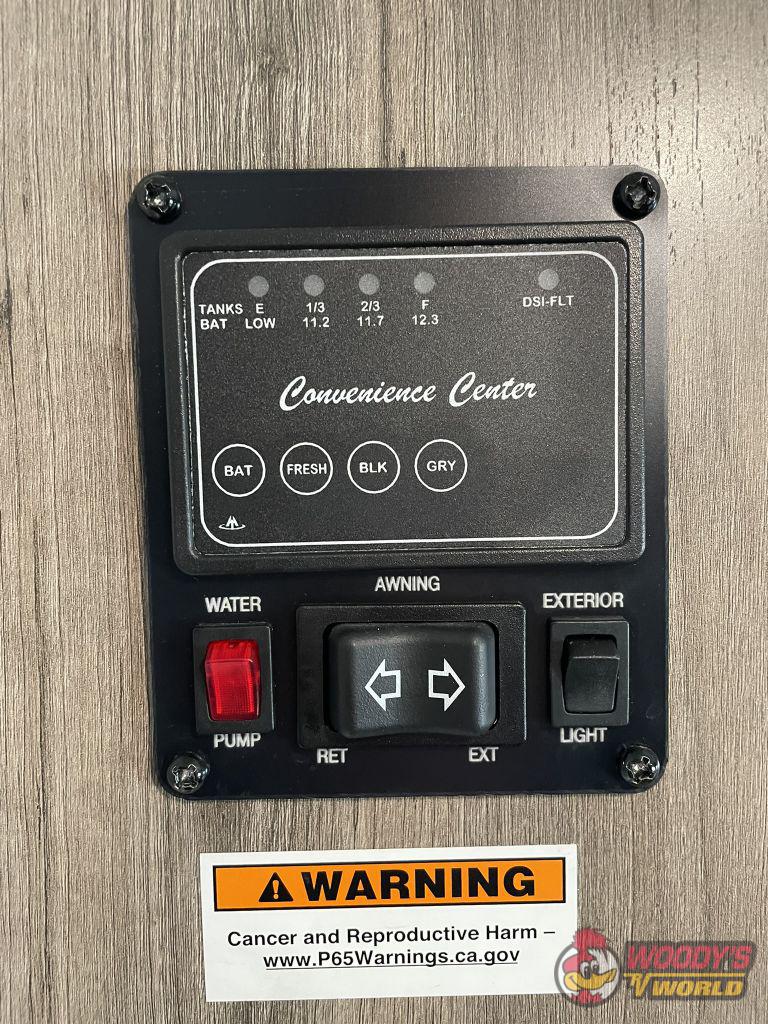 TANKS E 1/3 2/3 F DSI-FLT
BAT LOW 11.2 11.7 12.3
Convenience Center
BAT FRESH BLK GRY
AWNING
WATER EXTERIOR
PUMP LIGHT
RET EXT
WARNING
Cancer and Reproductive Harm –
www.P65Warnings.ca.gov
WOODY'S
RV WORLD